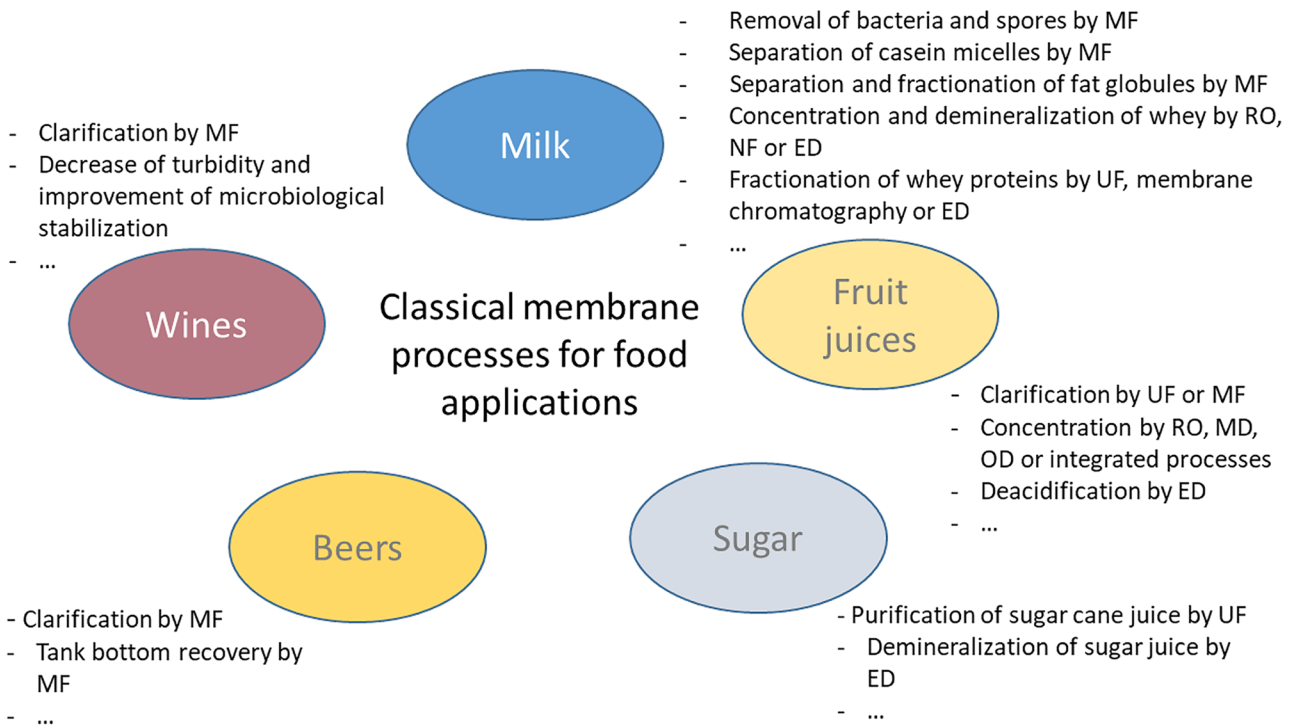 - Removal of bacteria and spores by MF
- Separation of casein micelles by MF
- Separation and fractionation of fat globules by MF
- Concentration and demineralization of whey by RO,
NF or ED
- Fractionation of whey proteins by UF, membrane
chromatography or ED
- ...
Milk
- Clarification by MF
- Decrease of turbidity and
improvement of microbiological
stabilization
- ...
Wines
Classical membrane
processes for food
applications
Fruit
juices
- Clarification by UF or MF
- Concentration by RO, MD,
OD or integrated processes
- Deacidification by ED
- ...
Beers
- Clarification by MF
- Tank bottom recovery by
MF
- ...
Sugar
- Purification of sugar cane juice by UF
- Demineralization of sugar juice by
ED
- ...